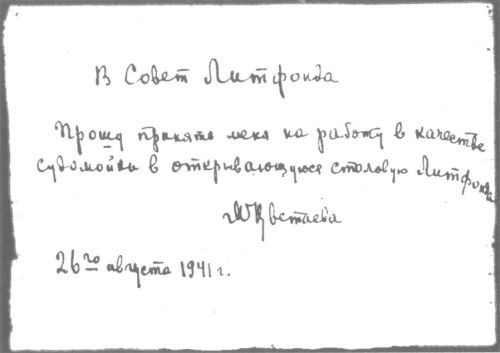 В Совет Литфонда
Прошу принять меня на работу в качестве
судомойки в открывающуюся столовую Литфонда
МЦветаева
26го августа 1941 г.